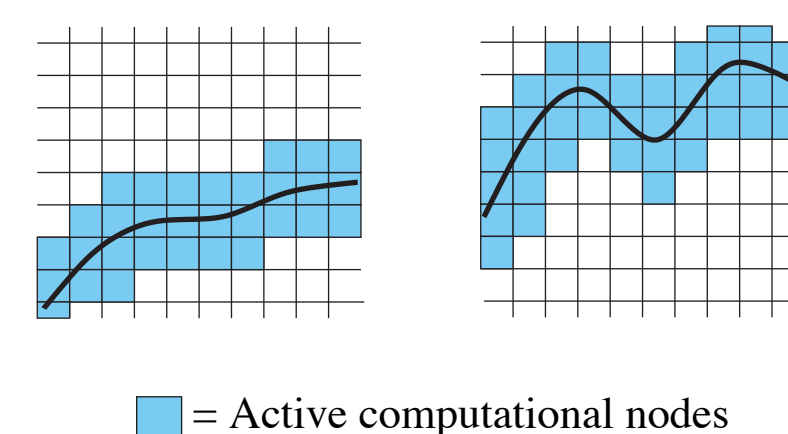 = Active computational nodes